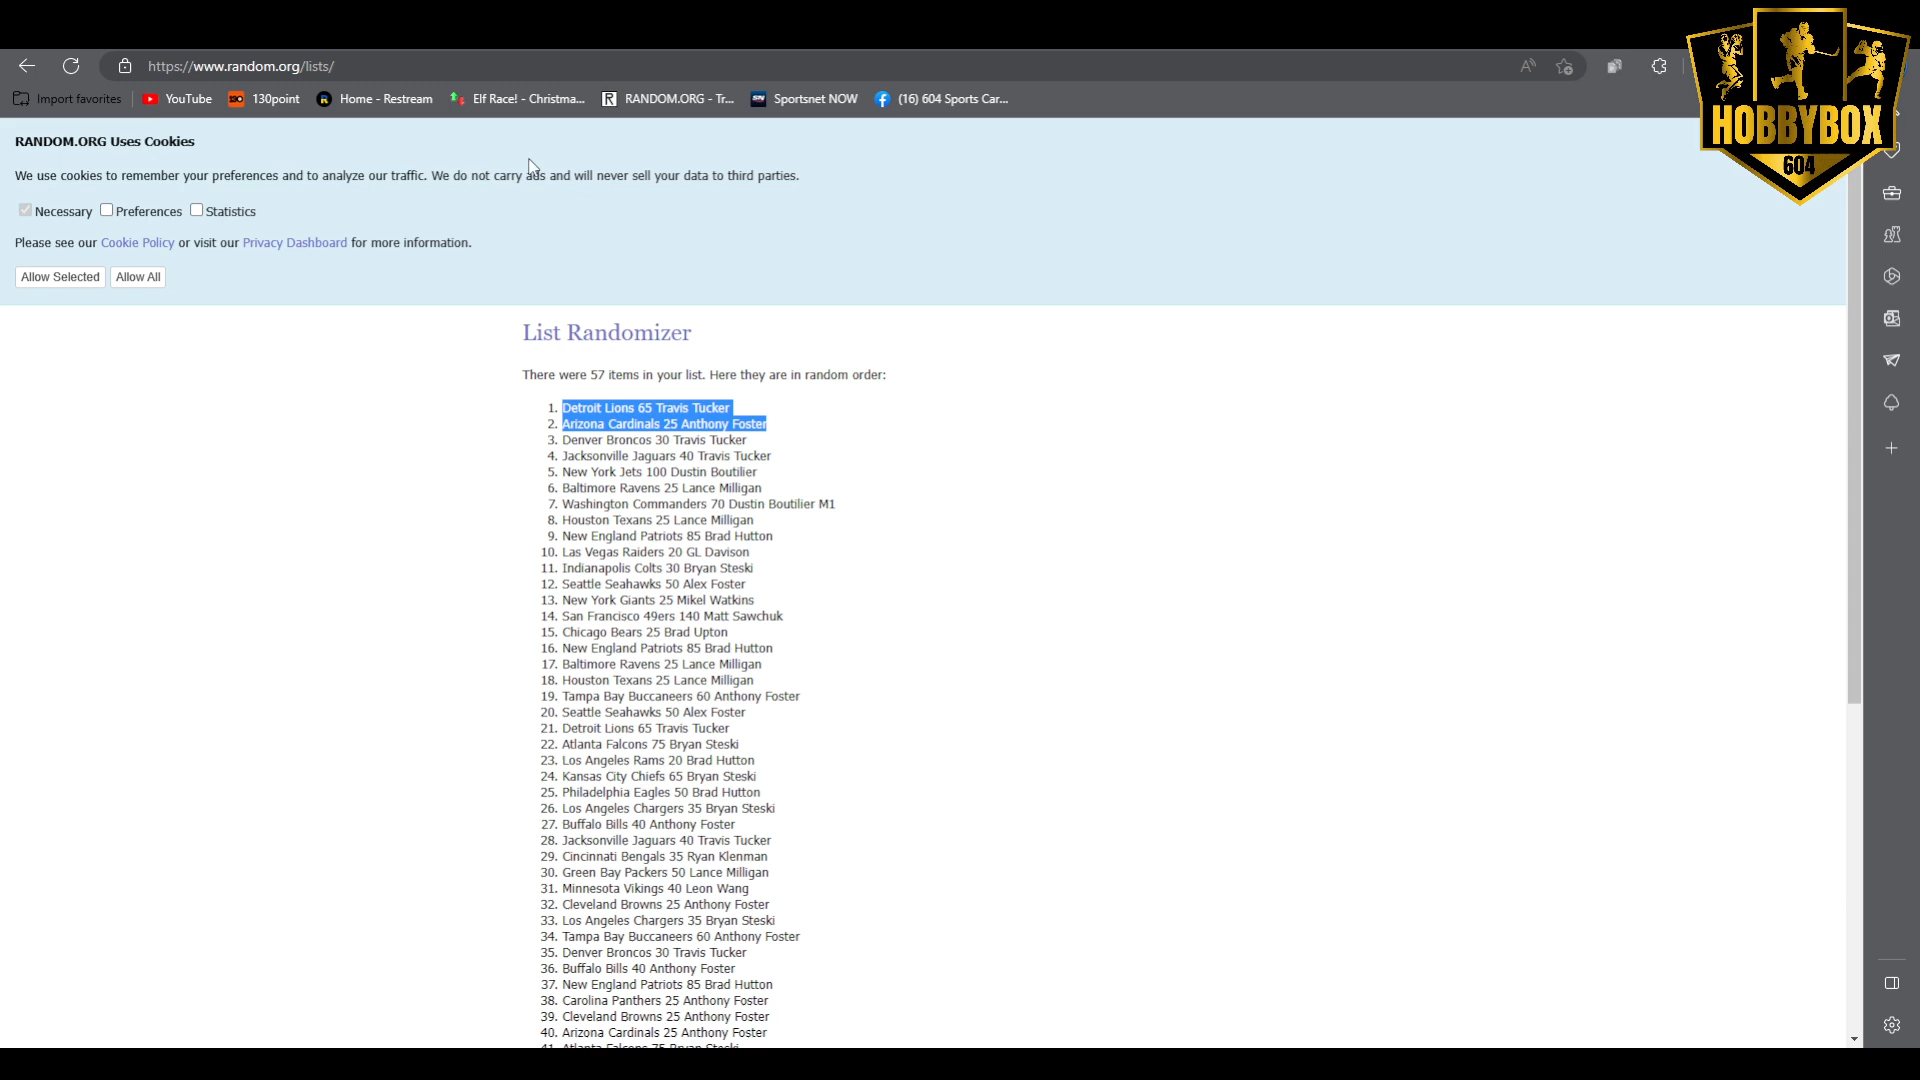 https://www.random.org/lists/
Import favorites YouTube 130point Home - Restream Elf Race! - Christma... RANDOM.ORG - Tr... Sportsnet NOW (16) 604 Sports Car...
HOBBYBOX
604
RANDOM.ORG Uses Cookies
We use cookies to remember your preferences and to analyze our traffic. We do not carry ads and will never sell your data to third parties.
Necessary Preferences Statistics
Please see our Cookie Policy or visit our Privacy Dashboard for more information.
Allow Selected Allow All
List Randomizer
There were 57 items in your list. Here they are in random order:
1. Detroit Lions 65 Travis Tucker
2. Arizona Cardinals 25 Anthony Foster
3. Denver Broncos 30 Travis Tucker
4. Jacksonville Jaguars 40 Travis Tucker
5. New York Jets 100 Dustin Boutilier
6. Baltimore Ravens 25 Lance Milligan
7. Washington Commanders 70 Dustin Boutilier M1
8. Houston Texans 25 Lance Milligan
9. New England Patriots 85 Brad Hutton
10. Las Vegas Raiders 20 GL Davison
11. Indianapolis Colts 30 Bryan Steski
12. Seattle Seahawks 50 Alex Foster
13. New York Giants 25 Mikel Watkins
14. San Francisco 49ers 140 Matt Sawchuk
15. Chicago Bears 25 Brad Upton
16. New England Patriots 85 Brad Hutton
17. Baltimore Ravens 25 Lance Milligan
18. Houston Texans 25 Lance Milligan
19. Tampa Bay Buccaneers 60 Anthony Foster
20. Seattle Seahawks 50 Alex Foster
21. Detroit Lions 65 Travis Tucker
22. Atlanta Falcons 75 Bryan Steski
23. Los Angeles Rams 20 Brad Hutton
24. Kansas City Chiefs 65 Bryan Steski
25. Philadelphia Eagles 50 Brad Hutton
26. Los Angeles Chargers 35 Bryan Steski
27. Buffalo Bills 40 Anthony Foster
28. Jacksonville Jaguars 40 Travis Tucker
29. Cincinnati Bengals 35 Ryan Klenman
30. Green Bay Packers 50 Lance Milligan
31. Minnesota Vikings 40 Leon Wang
32. Cleveland Browns 25 Anthony Foster
33. Los Angeles Chargers 35 Bryan Steski
34. Tampa Bay Buccaneers 60 Anthony Foster
35. Denver Broncos 30 Travis Tucker
36. Buffalo Bills 40 Anthony Foster
37. New England Patriots 85 Brad Hutton
38. Carolina Panthers 25 Anthony Foster
39. Cleveland Browns 25 Anthony Foster
40. Arizona Cardinals 25 Anthony Foster
41. Atlanta Falcons 75 Bryan Steski